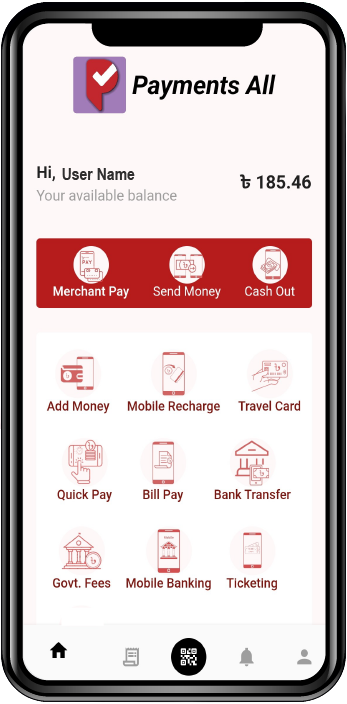 Payments All
Hi, User Name
৳ 185.46
Your available balance
PAY
Merchant Pay Send Money Cash Out
Add Money Mobile Recharge Travel Card
Quick Pay Bill Pay Bank Transfer
Govt. Fees Mobile Banking Ticketing